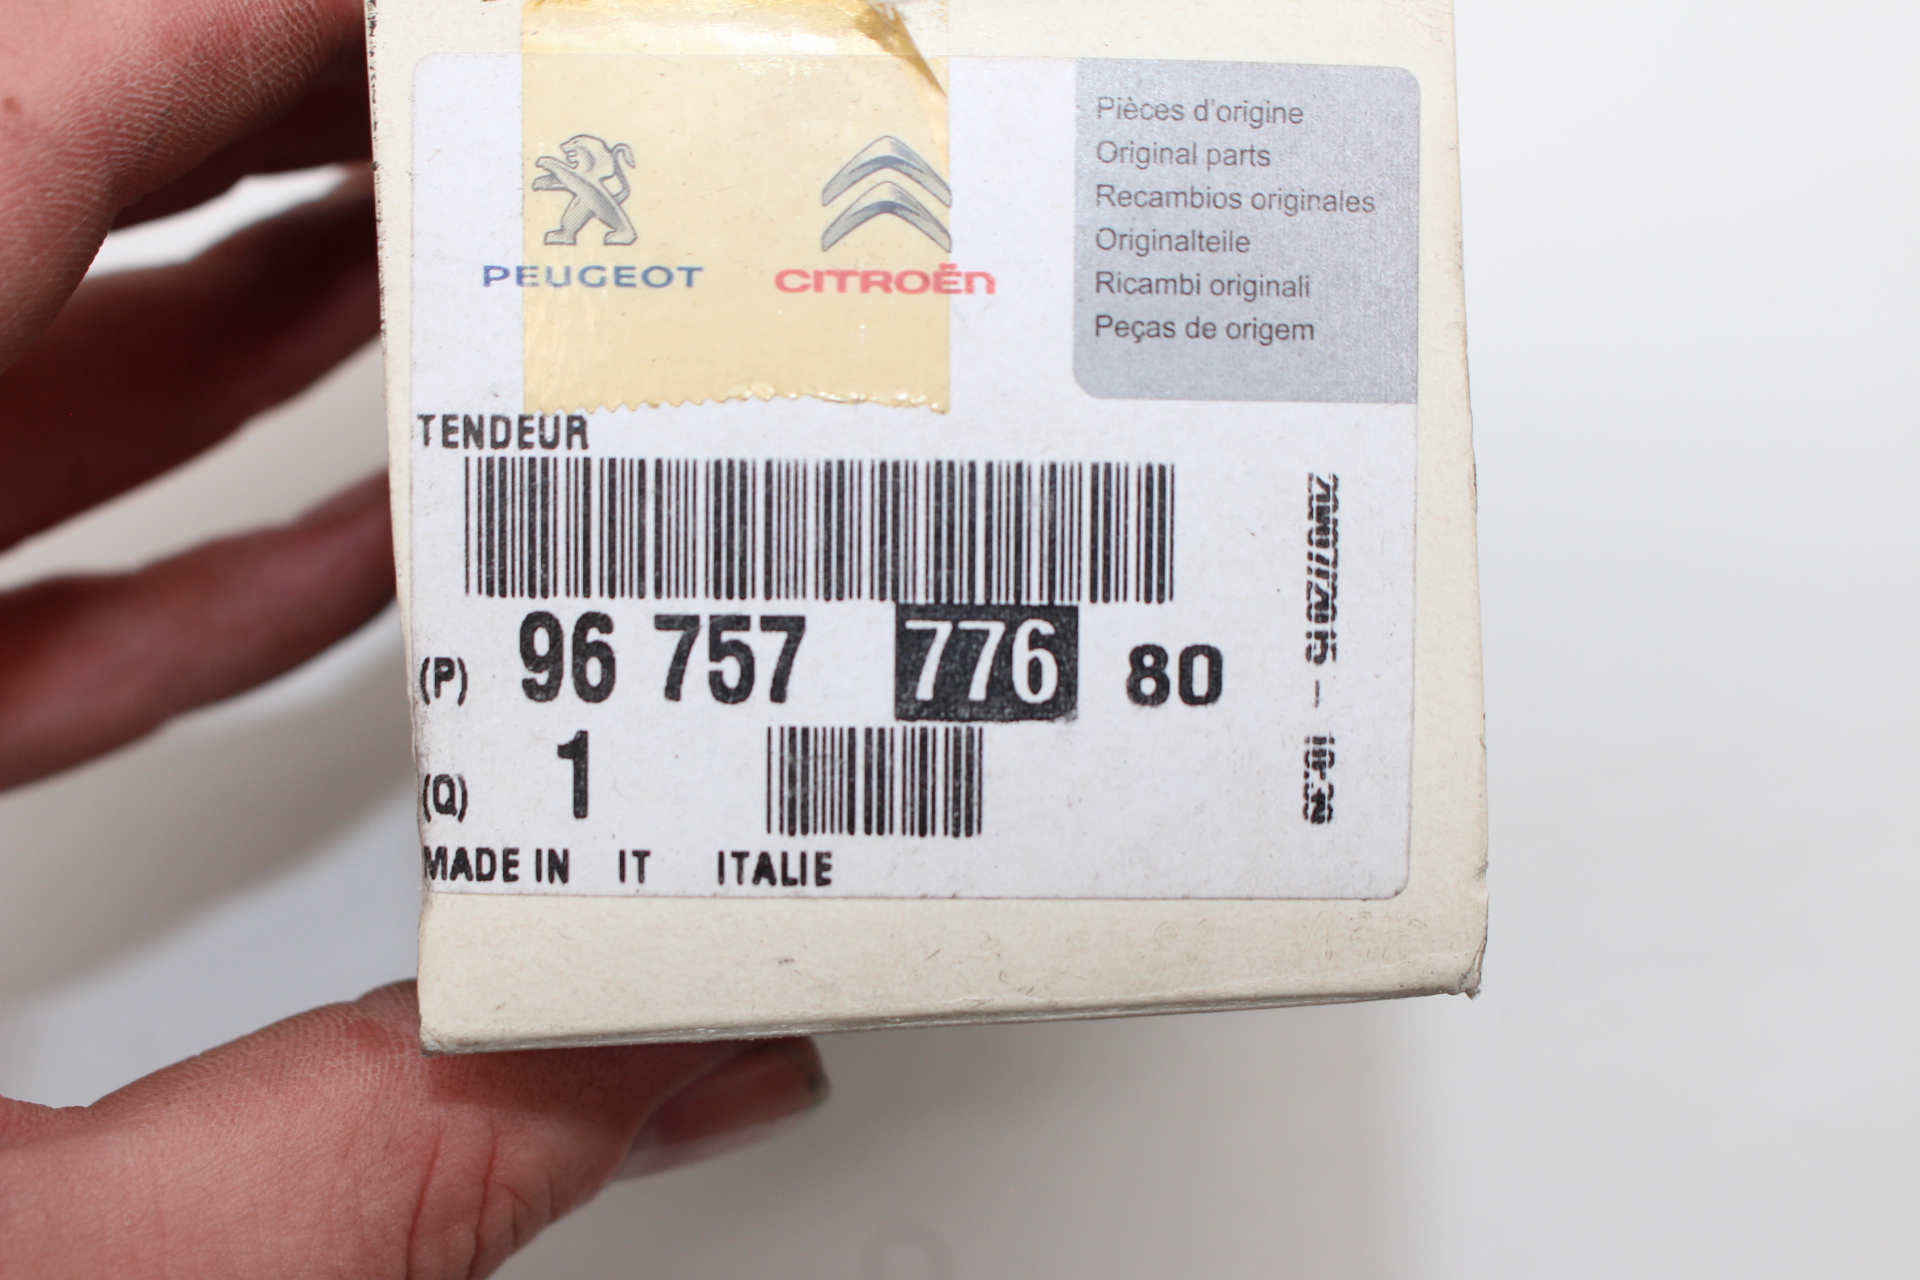 PEUGEOT
CITROËN
Pièces d'origine
Original parts
Recambios originales
Originalteile
Ricambi originali
Peças de origem
TENDEUR
(P) 96 757 776 80
(Q) 1
MADE IN IT ITALIE